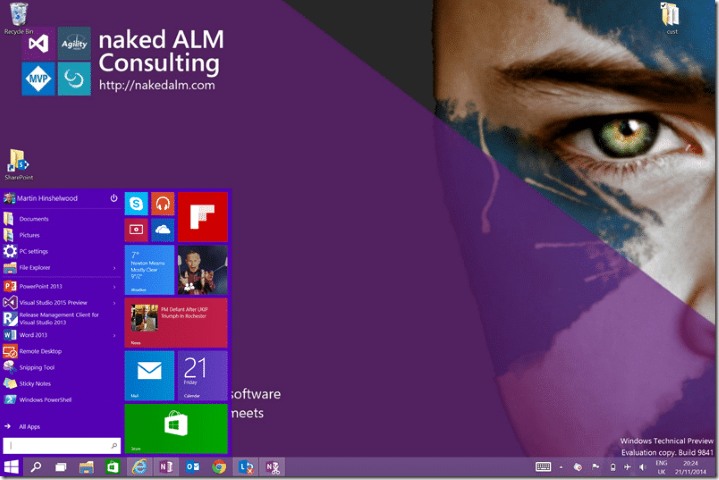 Recycle Bin
naked ALM
Consulting
http://nakedalm.com
Agility
MVP
cust
SharePoint
Martin Hinshelwood
Documents
Pictures
PC settings
File Explorer
PowerPoint 2013
Visual Studio 2015 Preview
Release Management Client for
Visual Studio 2013
Word 2013
Remote Desktop
Snipping Tool
Sticky Notes
Windows PowerShell
All Apps
7°
Newton Mearns
Mostly Clear
Weather
PM Defiant After UKIP
Triumph in Rochester
News
Mail
21
Friday
Calendar
Store
software
meets
Windows Technical Preview
Evaluation copy. Build 9841
ENG
UK
20:24
21/11/2014